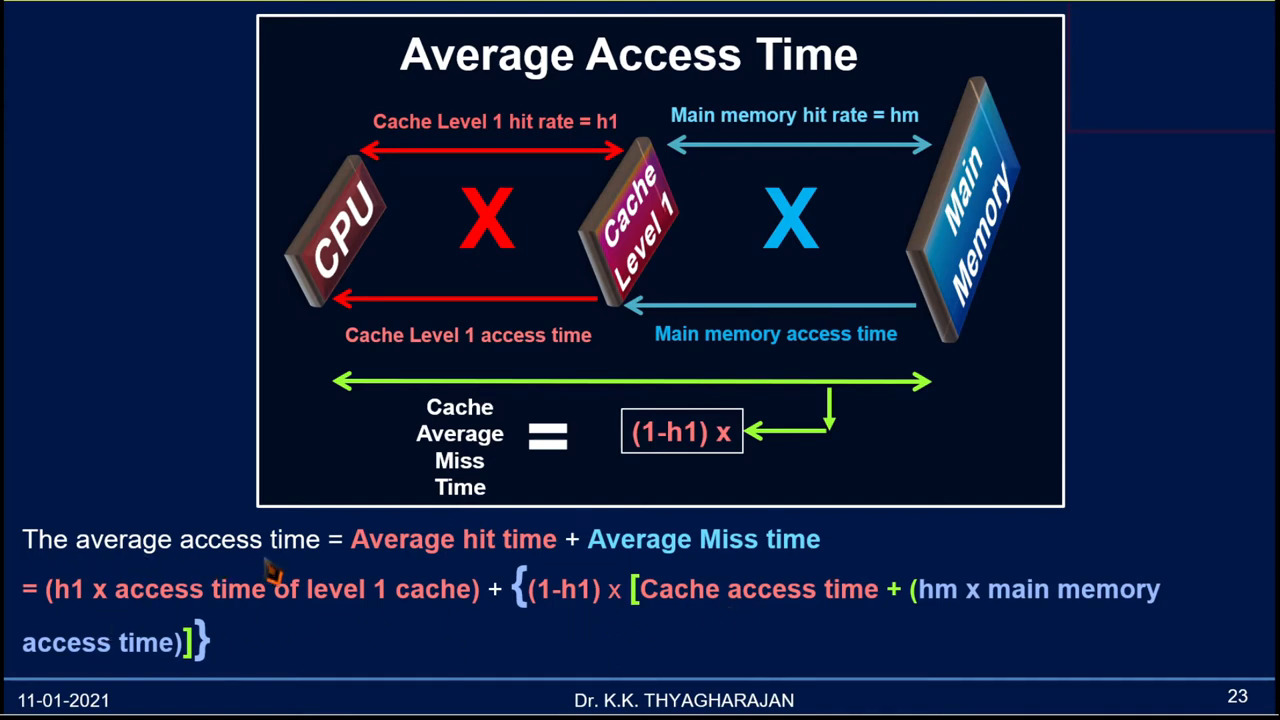 Average Access Time
Cache Level 1 hit rate = h1
Main memory hit rate = hm
CPU
X
Cache
Level 1
X
Main
Memory
Cache Level 1 access time
Main memory access time
Cache
Average
Miss
Time
=
(1-h1) x
The average access time = Average hit time + Average Miss time
= (h1 x access time of level 1 cache) + {(1-h1) x [Cache access time + (hm x main memory
access time)]}
11-01-2021
Dr. K.K. THYAGHARAJAN
23